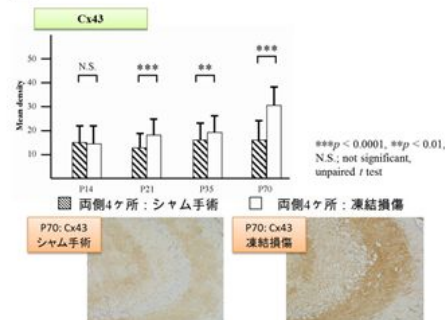 Cx43
Mean density
50
40
30
20
10
N.S.
***
**
***
P14
P21
P35
P70
***p < 0.0001, **p < 0.01,
N.S.; not significant,
unpaired t test
両側4ヶ所：シャム手術
両側4ヶ所：凍結損傷
P70: Cx43
シャム手術
P70: Cx43
凍結損傷